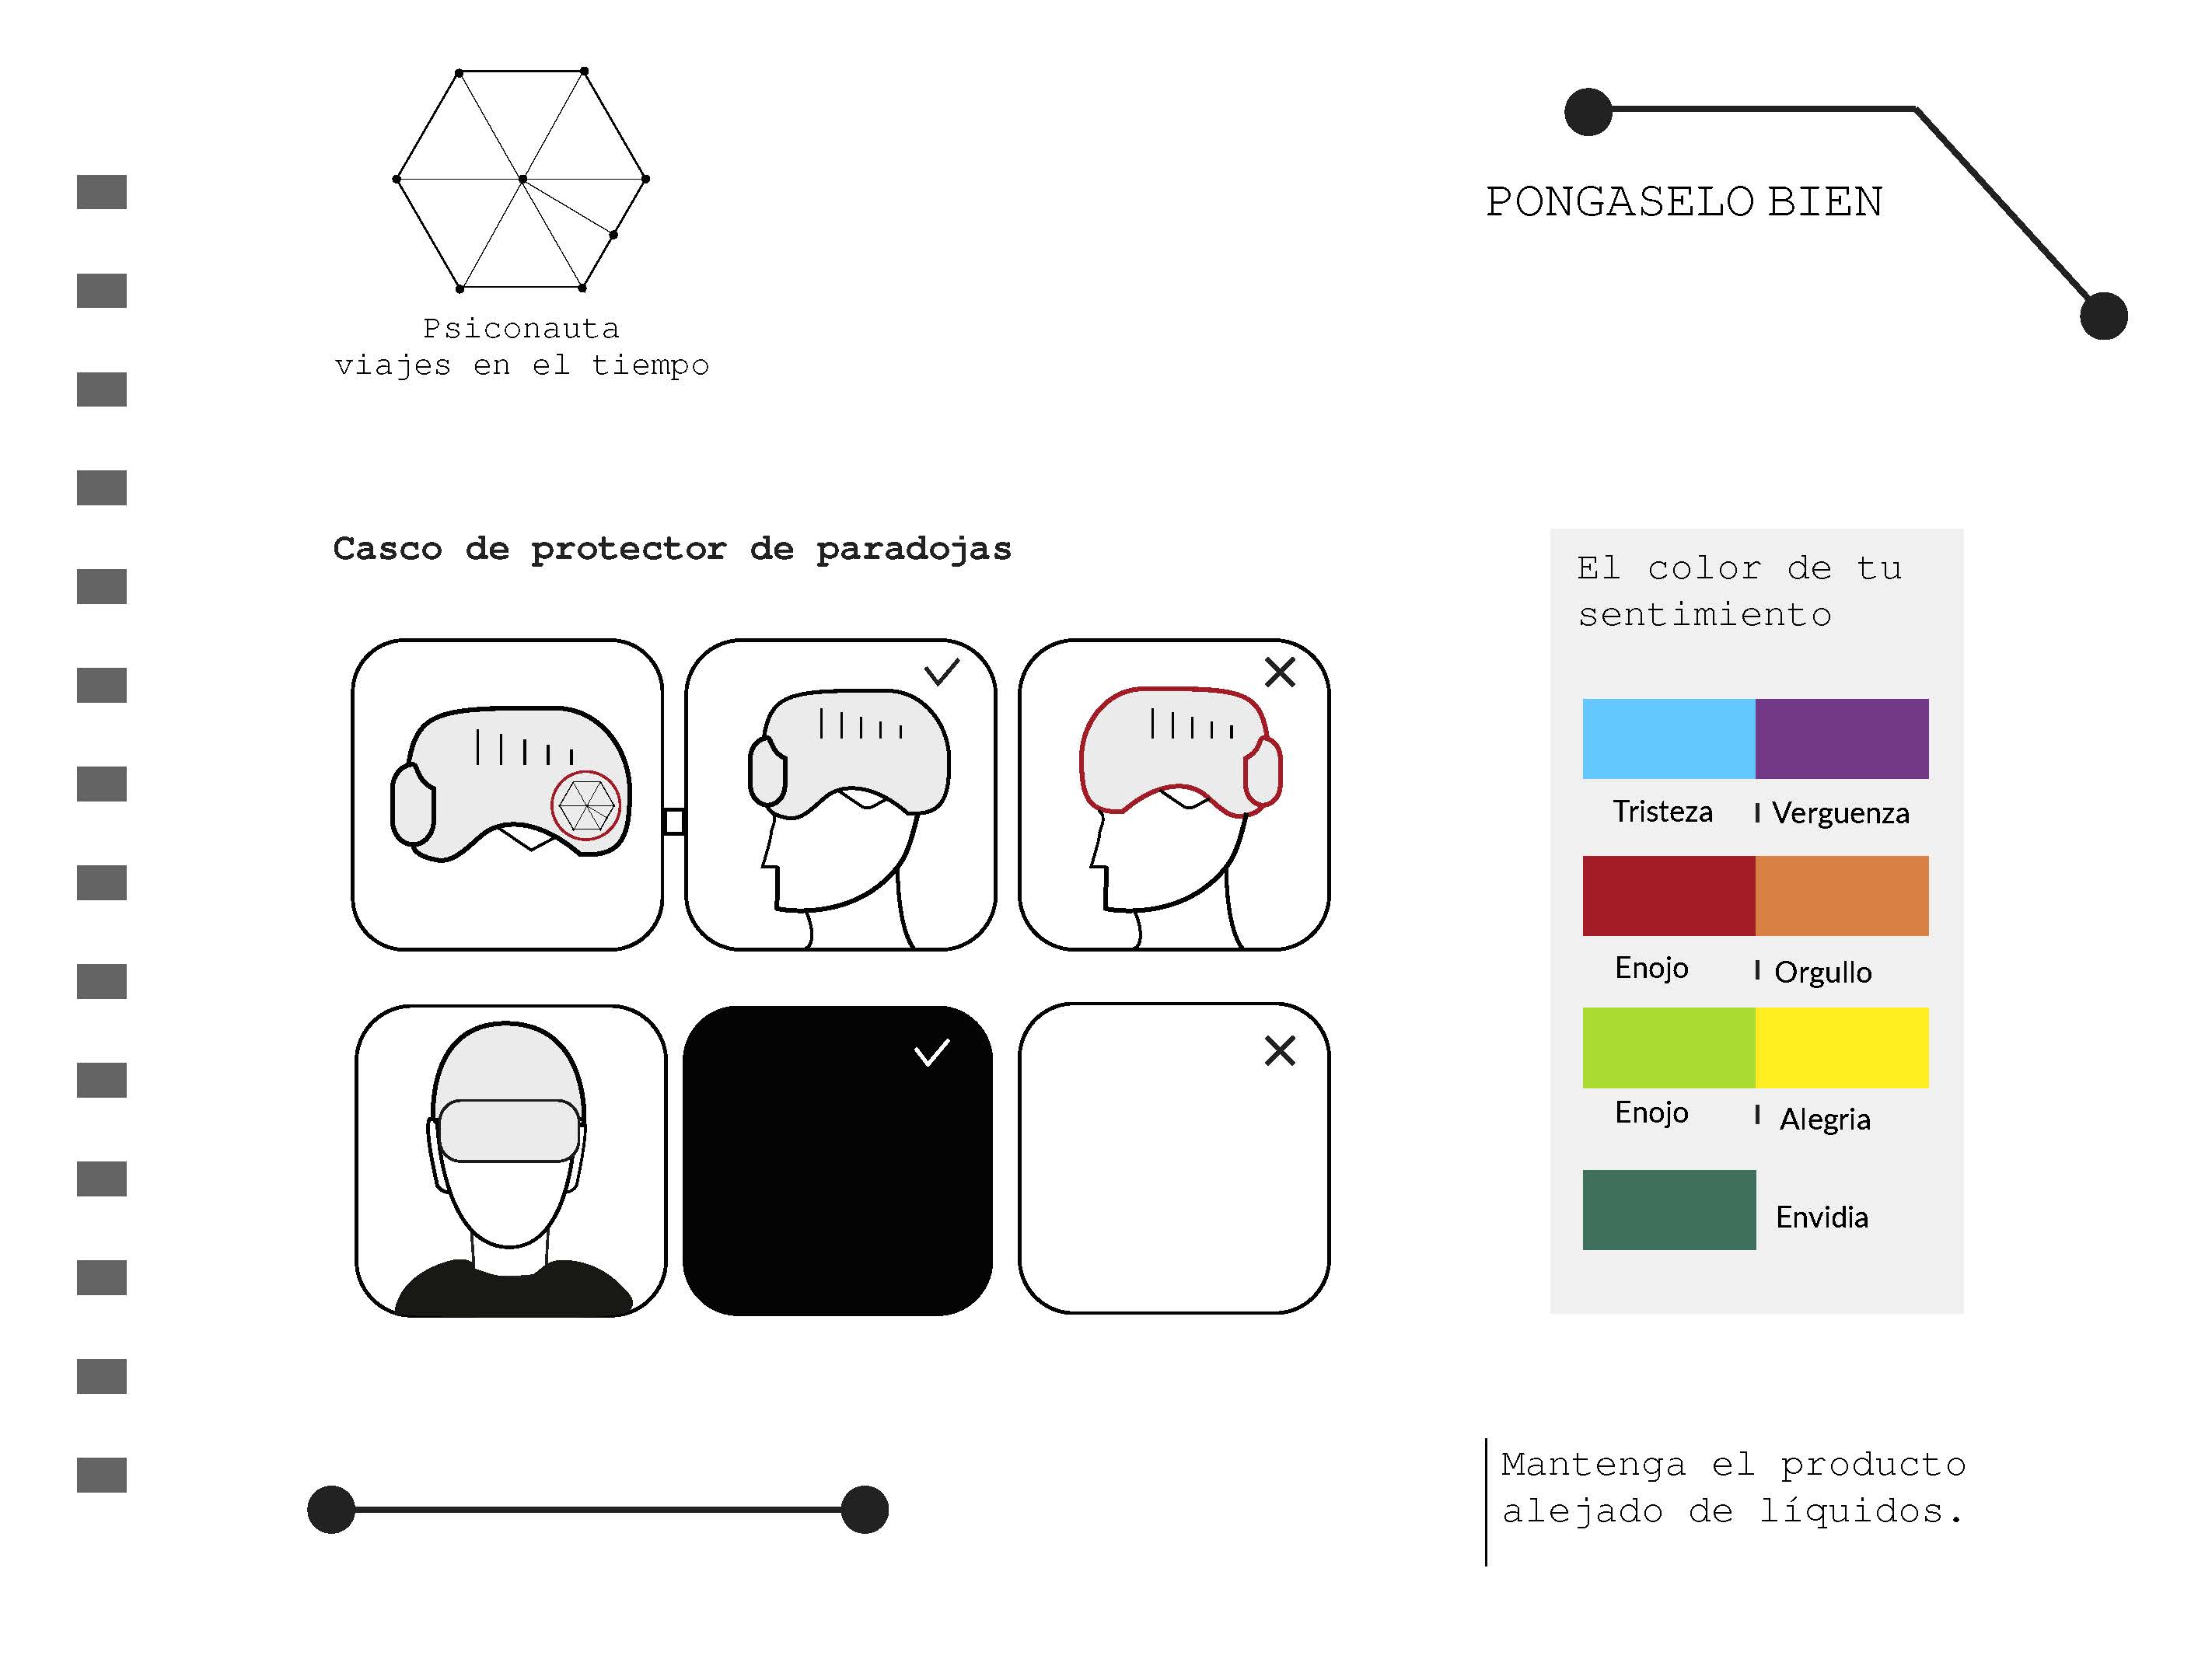 Psiconauta
viajes en el tiempo
PONGASELO BIEN
Casco de protector de paradojas
El color de tu
sentimiento
Tristeza | Verguenza
Enojo | Orgullo
Enojo | Alegria
Envidia
Mantenga el producto
alejado de líquidos.